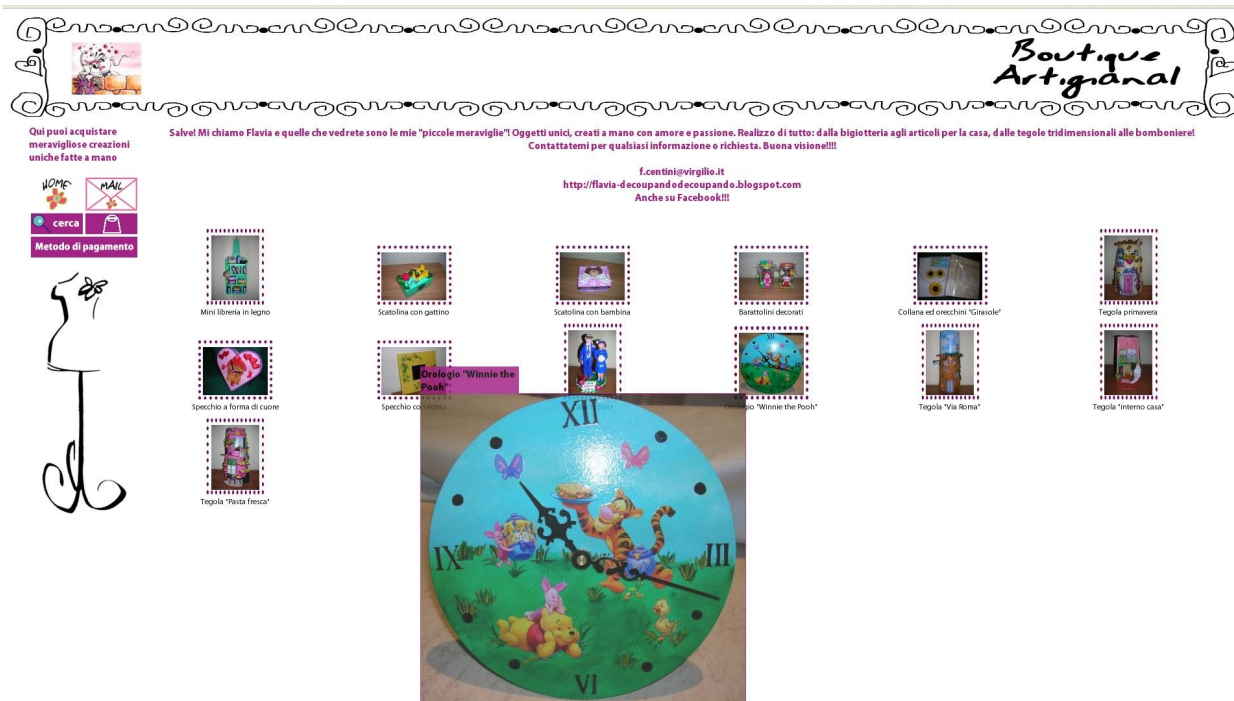 Boutique
Artigianal
Qui puoi acquistare
meravigliose creazioni
uniche fatte a mano
HOME
MAIL
cerca
Metodo di pagamento
Salve! Mi chiamo Flavia e quelle che vedrete sono le mie "piccole meraviglie"! Oggetti unici, creati a mano con amore e passione. Realizzo di tutto: dalla bigiotteria agli articoli per la casa, dalle tegole tridimensionali alle bomboniere!
Contattatemi per qualsiasi informazione o richiesta. Buona visione!!!!
f.centini@virgilio.it
http://flavia-decoupandodecoupando.blogspot.com
Anche su Facebook!!!
Mini libreria in legno
Scatolina con gattino
Scatolina con bambina
Barattolini decorati
Collana ed orecchini "Girasole"
Tegola primavera
Specchio a forma di cuore
Specchio con edera
Orologio "Winnie the Pooh"
Tegola "Via Roma"
Tegola "interno casa"
Tegola "Pasta fresca"
Orologio "Winnie the
Pooh"
XII
IX
III
VI